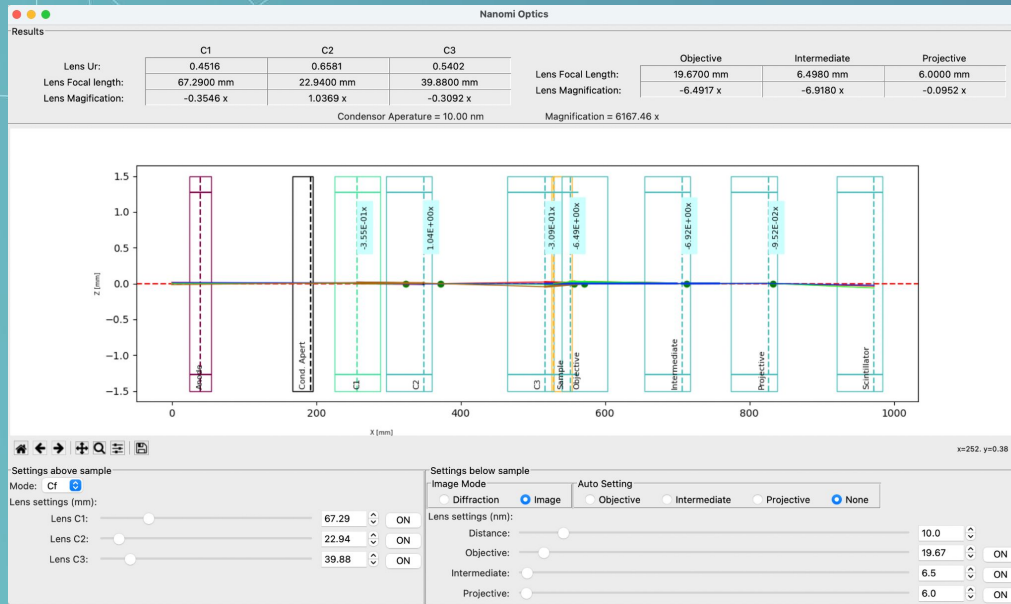 Nanomi Optics
Results
C1 C2 C3
Lens Ur: 0.4516 0.6581 0.5402
Lens Focal length: 67.2900 mm 22.9400 mm 39.8800 mm
Lens Magification: -0.3546 x 1.0369 x -0.3092 x
Objective Intermediate Projective
Lens Focal Length: 19.6700 mm 6.4980 mm 6.0000 mm
Lens Magnification: -6.4917 x -6.9180 x -0.0952 x
Condensor Aperature = 10.00 nm Magnification = 6167.46 x
1.5
1.0
0.5
0.0
−0.5
−1.0
−1.5
Z [mm]
-3.55E-01x
1.04E+00x
-3.09E-01x
-6.49E+00x
-6.92E+00x
-9.52E-02x
Anode
Cond. Apert
C1
C2
C3
Sample
Objective
Intermediate
Projective
Scintillator
0 200 400 600 800 1000
X [mm]
x=252. y=0.38
Settings above sample
Mode: Cf
Lens settings (mm):
Lens C1: 67.29 ON
Lens C2: 22.94 ON
Lens C3: 39.88 ON
Settings below sample
Image Mode
Diffraction Image
Auto Setting
Objective Intermediate Projective None
Lens settings (nm):
Distance: 10.0
Objective: 19.67 ON
Intermediate: 6.5 ON
Projective: 6.0 ON